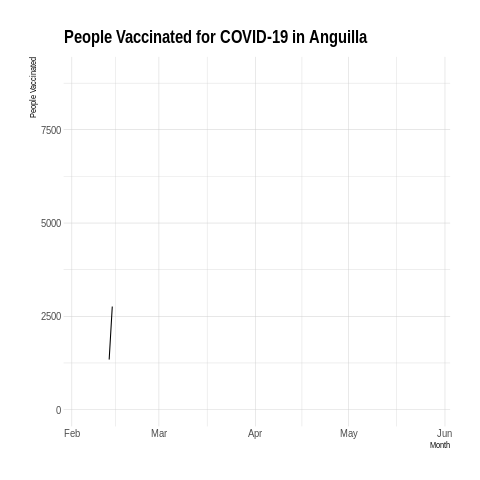 People Vaccinated for COVID-19 in Anguilla
People Vaccinated
7500
5000
2500
0
Feb Mar Apr May Jun
Month